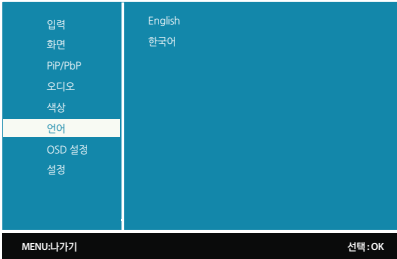 입력
화면
PiP/PbP
오디오
색상
언어
OSD 설정
설정
English
한국어
MENU:나가기
선택 : OK